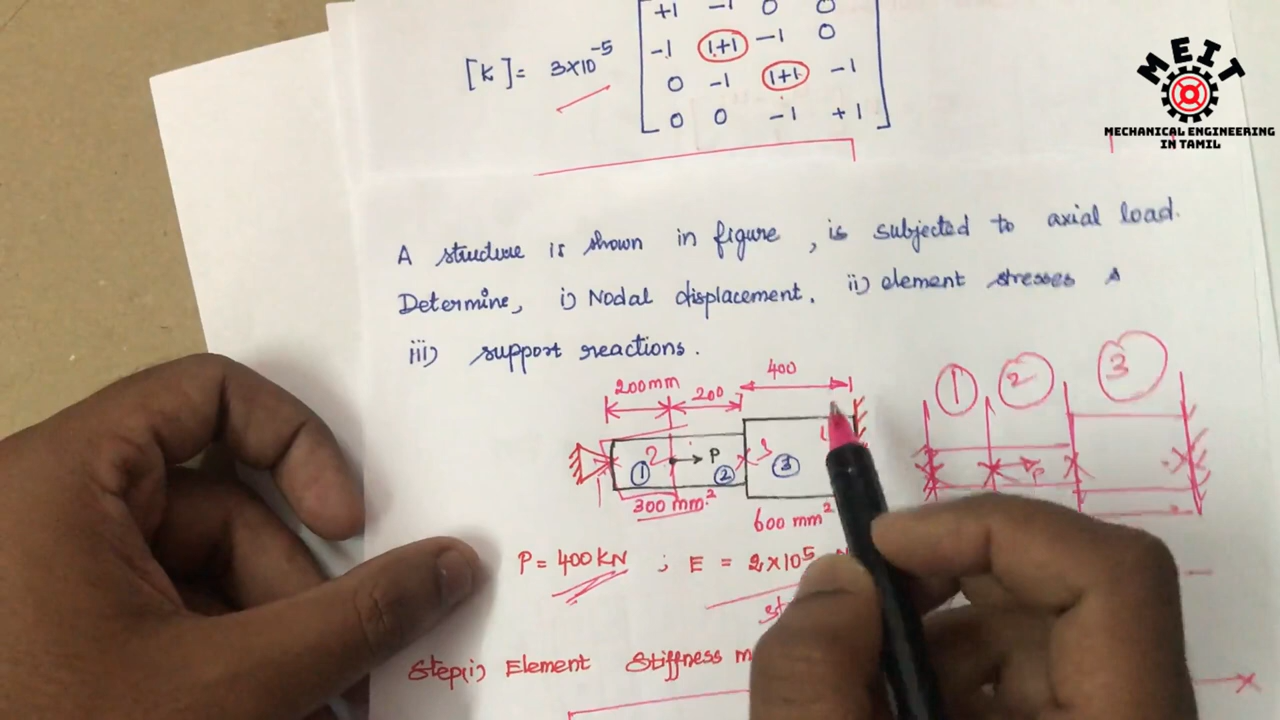 +1 -1 0 0
[K] = 3×10⁻⁵ -1 1+1 -1 0
0 -1 1+1 -1
0 0 -1 +1
MEIT
MECHANICAL ENGINEERING
IN TAMIL
A structure is shown in figure, is subjected to axial load.
Determine, i) Nodal displacement. ii) element stresses &
iii) support reactions.
200mm 200 400
1 2 3
2 P 3
① ② ③
P
300 mm² 600 mm²
P = 400 KN ; E = 2×10⁵
Step(i) Element Stiffness